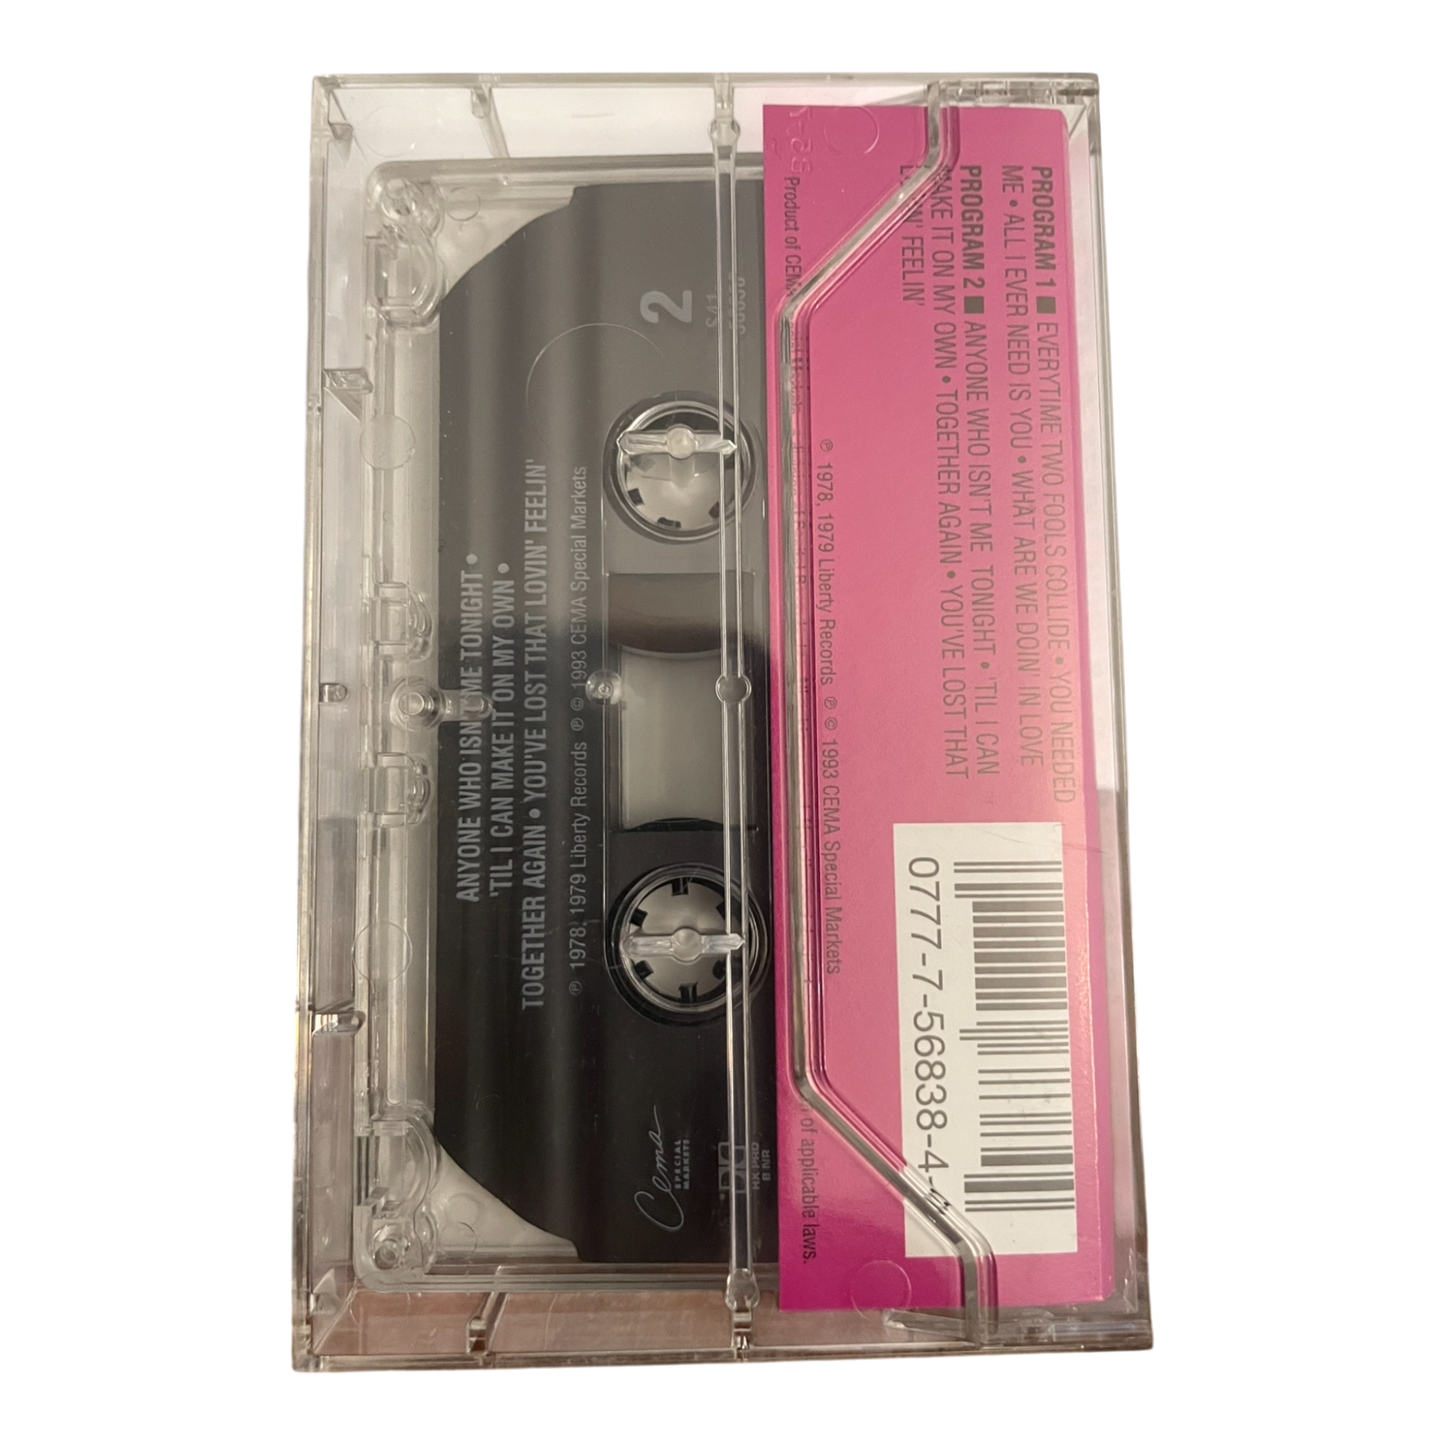 PROGRAM 1 ■ EVERYTIME TWO FOOLS COLLIDE • YOU NEEDED
ME • ALL I EVER NEED IS YOU • WHAT ARE WE DOIN' IN LOVE
PROGRAM 2 ■ ANYONE WHO ISN'T ME TONIGHT • 'TIL I CAN
MAKE IT ON MY OWN • TOGETHER AGAIN • YOU'VE LOST THAT
FEELIN'
℗ 1978, 1979 Liberty Records ℗ © 1993 CEMA Special Markets
Product of CEMA
of applicable laws.
0777-7-56838-4-
2
ANYONE WHO ISN'T ME TONIGHT •
'TIL I CAN MAKE IT ON MY OWN •
TOGETHER AGAIN • YOU'VE LOST THAT LOVIN' FEELIN'
℗ 1978, 1979 Liberty Records ℗ © 1993 CEMA Special Markets
Cema
SPECIAL
MARKETS
HX PRO
B NR